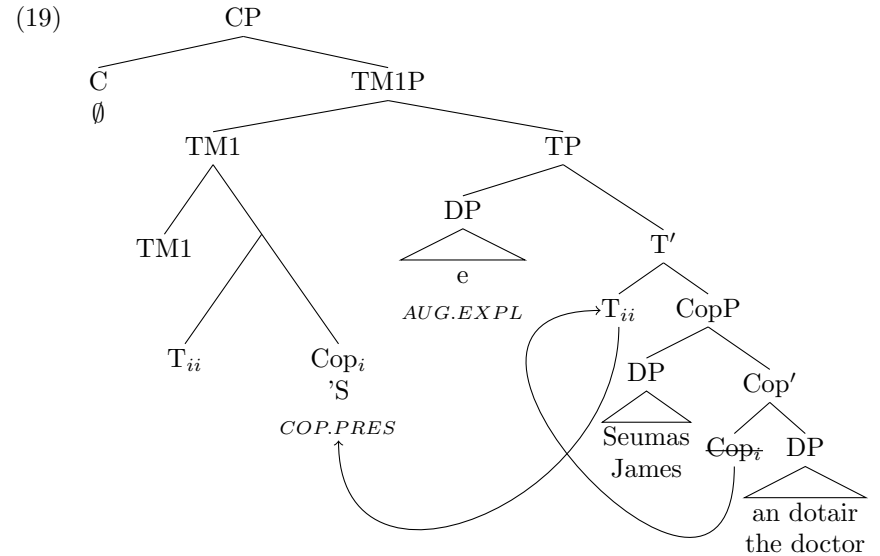 (19)
CP
C
∅
TM1P
TM1
TP
TM1
DP
e
AUG.EXPL
T′
T_ii
Cop_i
'S
COP.PRES
T_ii
CopP
DP
Seumas
James
Cop′
Cop_i
DP
an dotair
the doctor